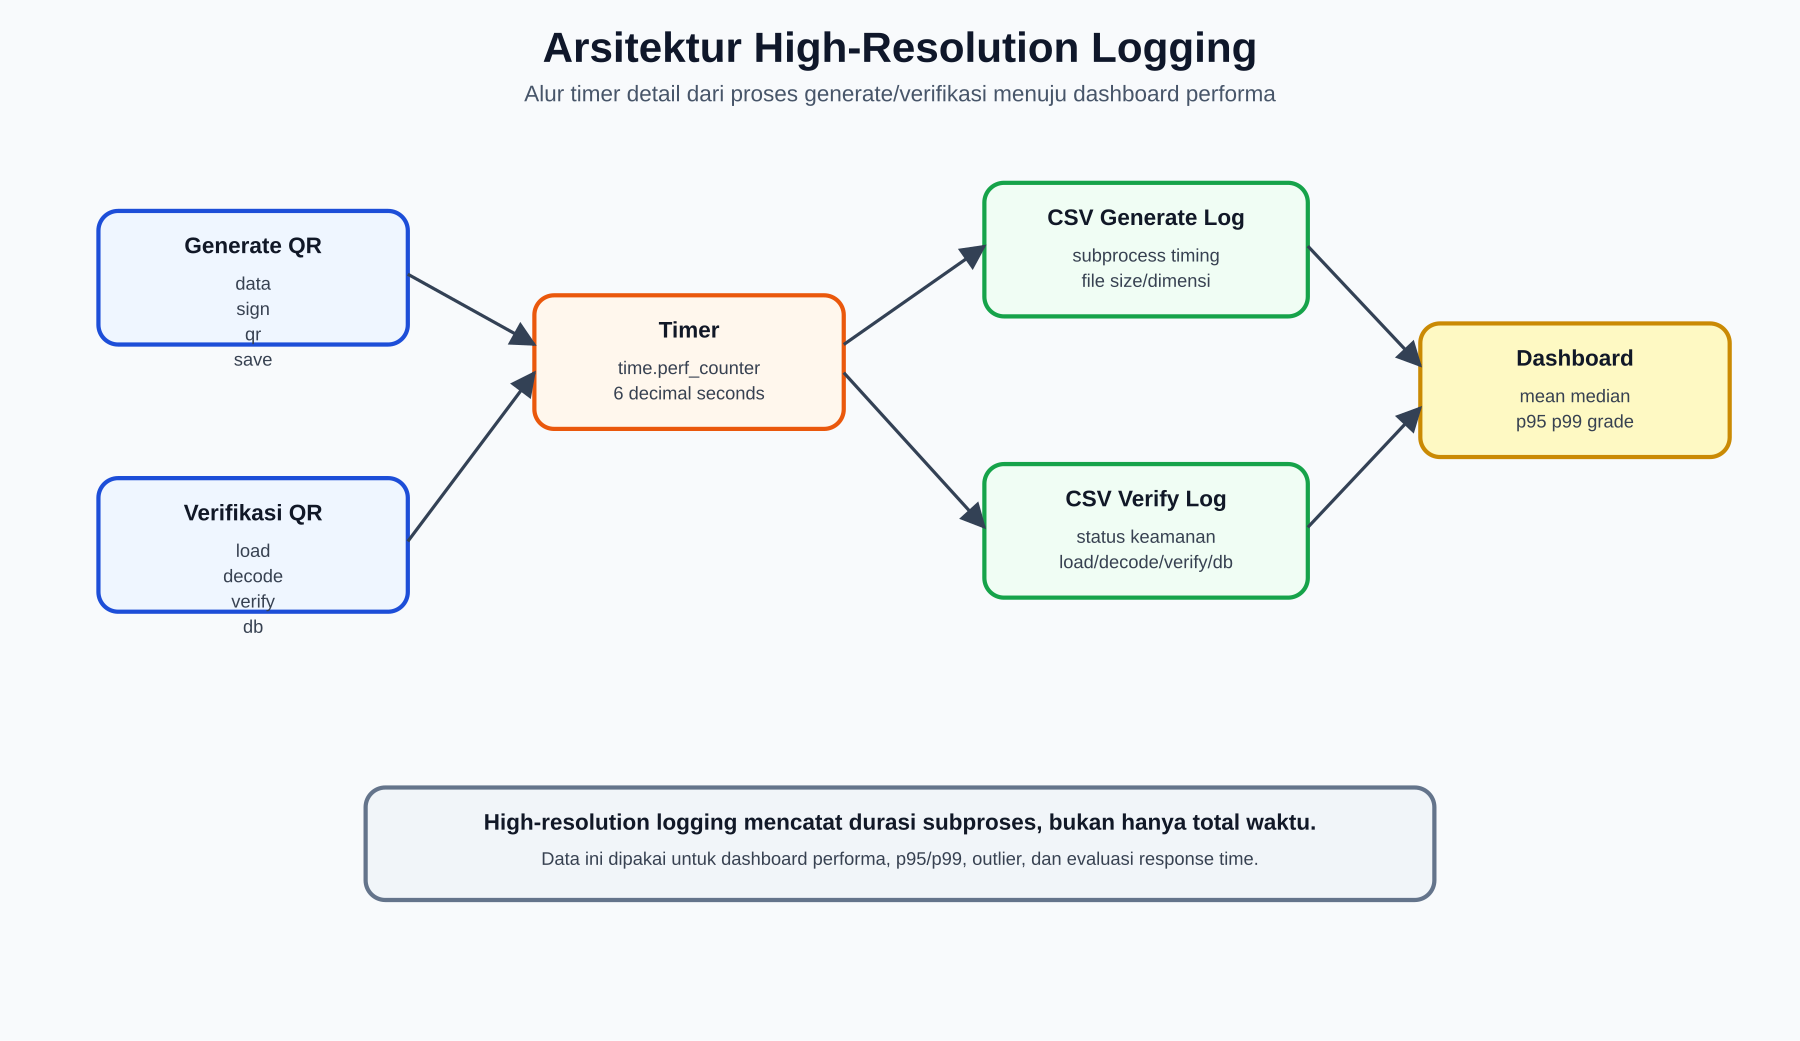 Arsitektur High-Resolution Logging
Alur timer detail dari proses generate/verifikasi menuju dashboard performa
Generate QR
data
sign
qr
save
Verifikasi QR
load
decode
verify
db
Timer
time.perf_counter
6 decimal seconds
CSV Generate Log
subprocess timing
file size/dimensi
CSV Verify Log
status keamanan
load/decode/verify/db
Dashboard
mean median
p95 p99 grade
High-resolution logging mencatat durasi subproses, bukan hanya total waktu.
Data ini dipakai untuk dashboard performa, p95/p99, outlier, dan evaluasi response time.